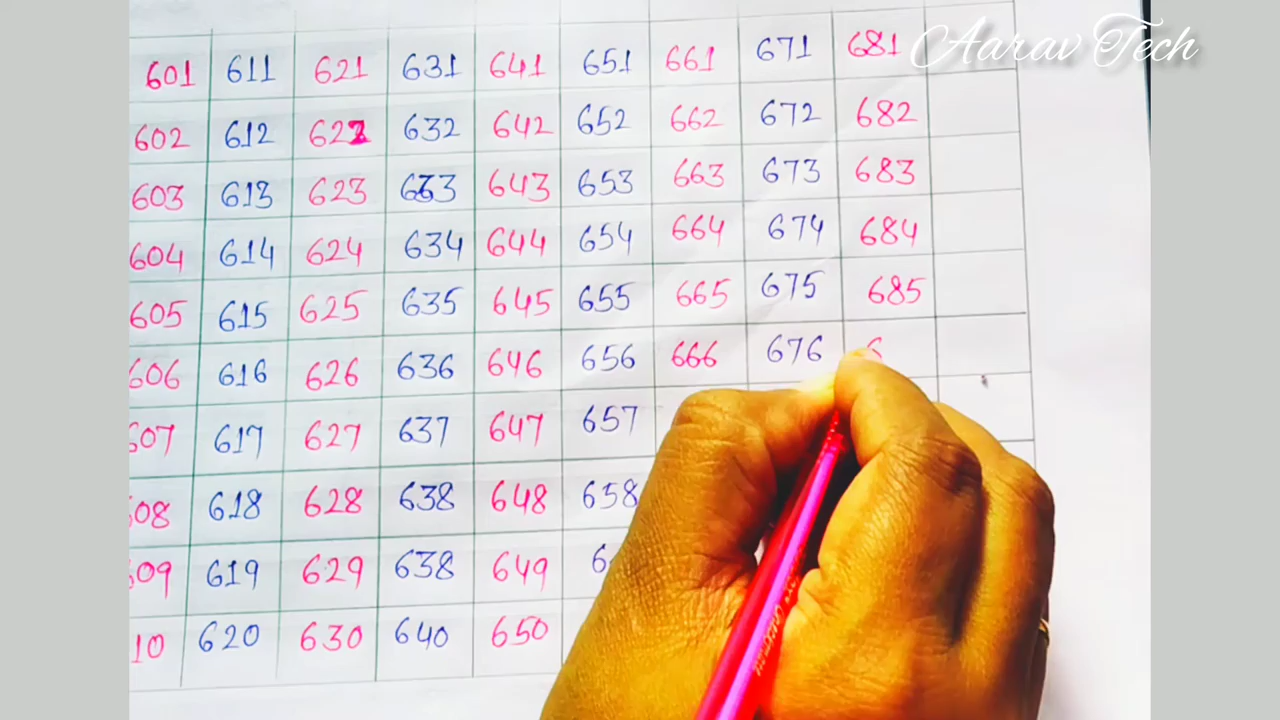 Aarav Tech
601 611 621 631 641 651 661 671 681
602 612 622 632 642 652 662 672 682
603 613 623 633 643 653 663 673 683
604 614 624 634 644 654 664 674 684
605 615 625 635 645 655 665 675 685
606 616 626 636 646 656 666 676 6
607 617 627 637 647 657
608 618 628 638 648 658
609 619 629 638 649 6
10 620 630 640 650